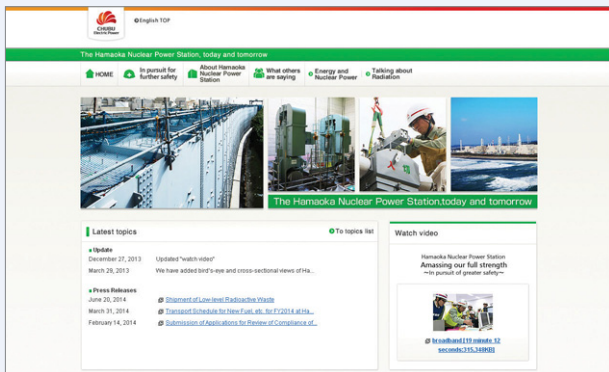 CHUBU
Electric Power
English TOP
The Hamaoka Nuclear Power Station, today and tomorrow
HOME
In pursuit for
further safety
About Hamaoka
Nuclear Power
Station
What others
are saying
Energy and
Nuclear Power
Talking about
Radiation
The Hamaoka Nuclear Power Station,today and tomorrow
Latest topics
To topics list
Update
December 27, 2013 Updated "watch video"
March 29, 2013 We have added bird's-eye and cross-sectional views of Ha...
Press Releases
June 20, 2014 Shipment of Low-level Radioactive Waste
March 31, 2014 Transport Schedule for New Fuel, etc. for FY2014 at Ha...
February 14, 2014 Submission of Applications for Review of Compliance of...
Watch video
Hamaoka Nuclear Power Station
Amassing our full strength
～In pursuit of greater safety～
broadband [19 minute 12
seconds:315,348KB]